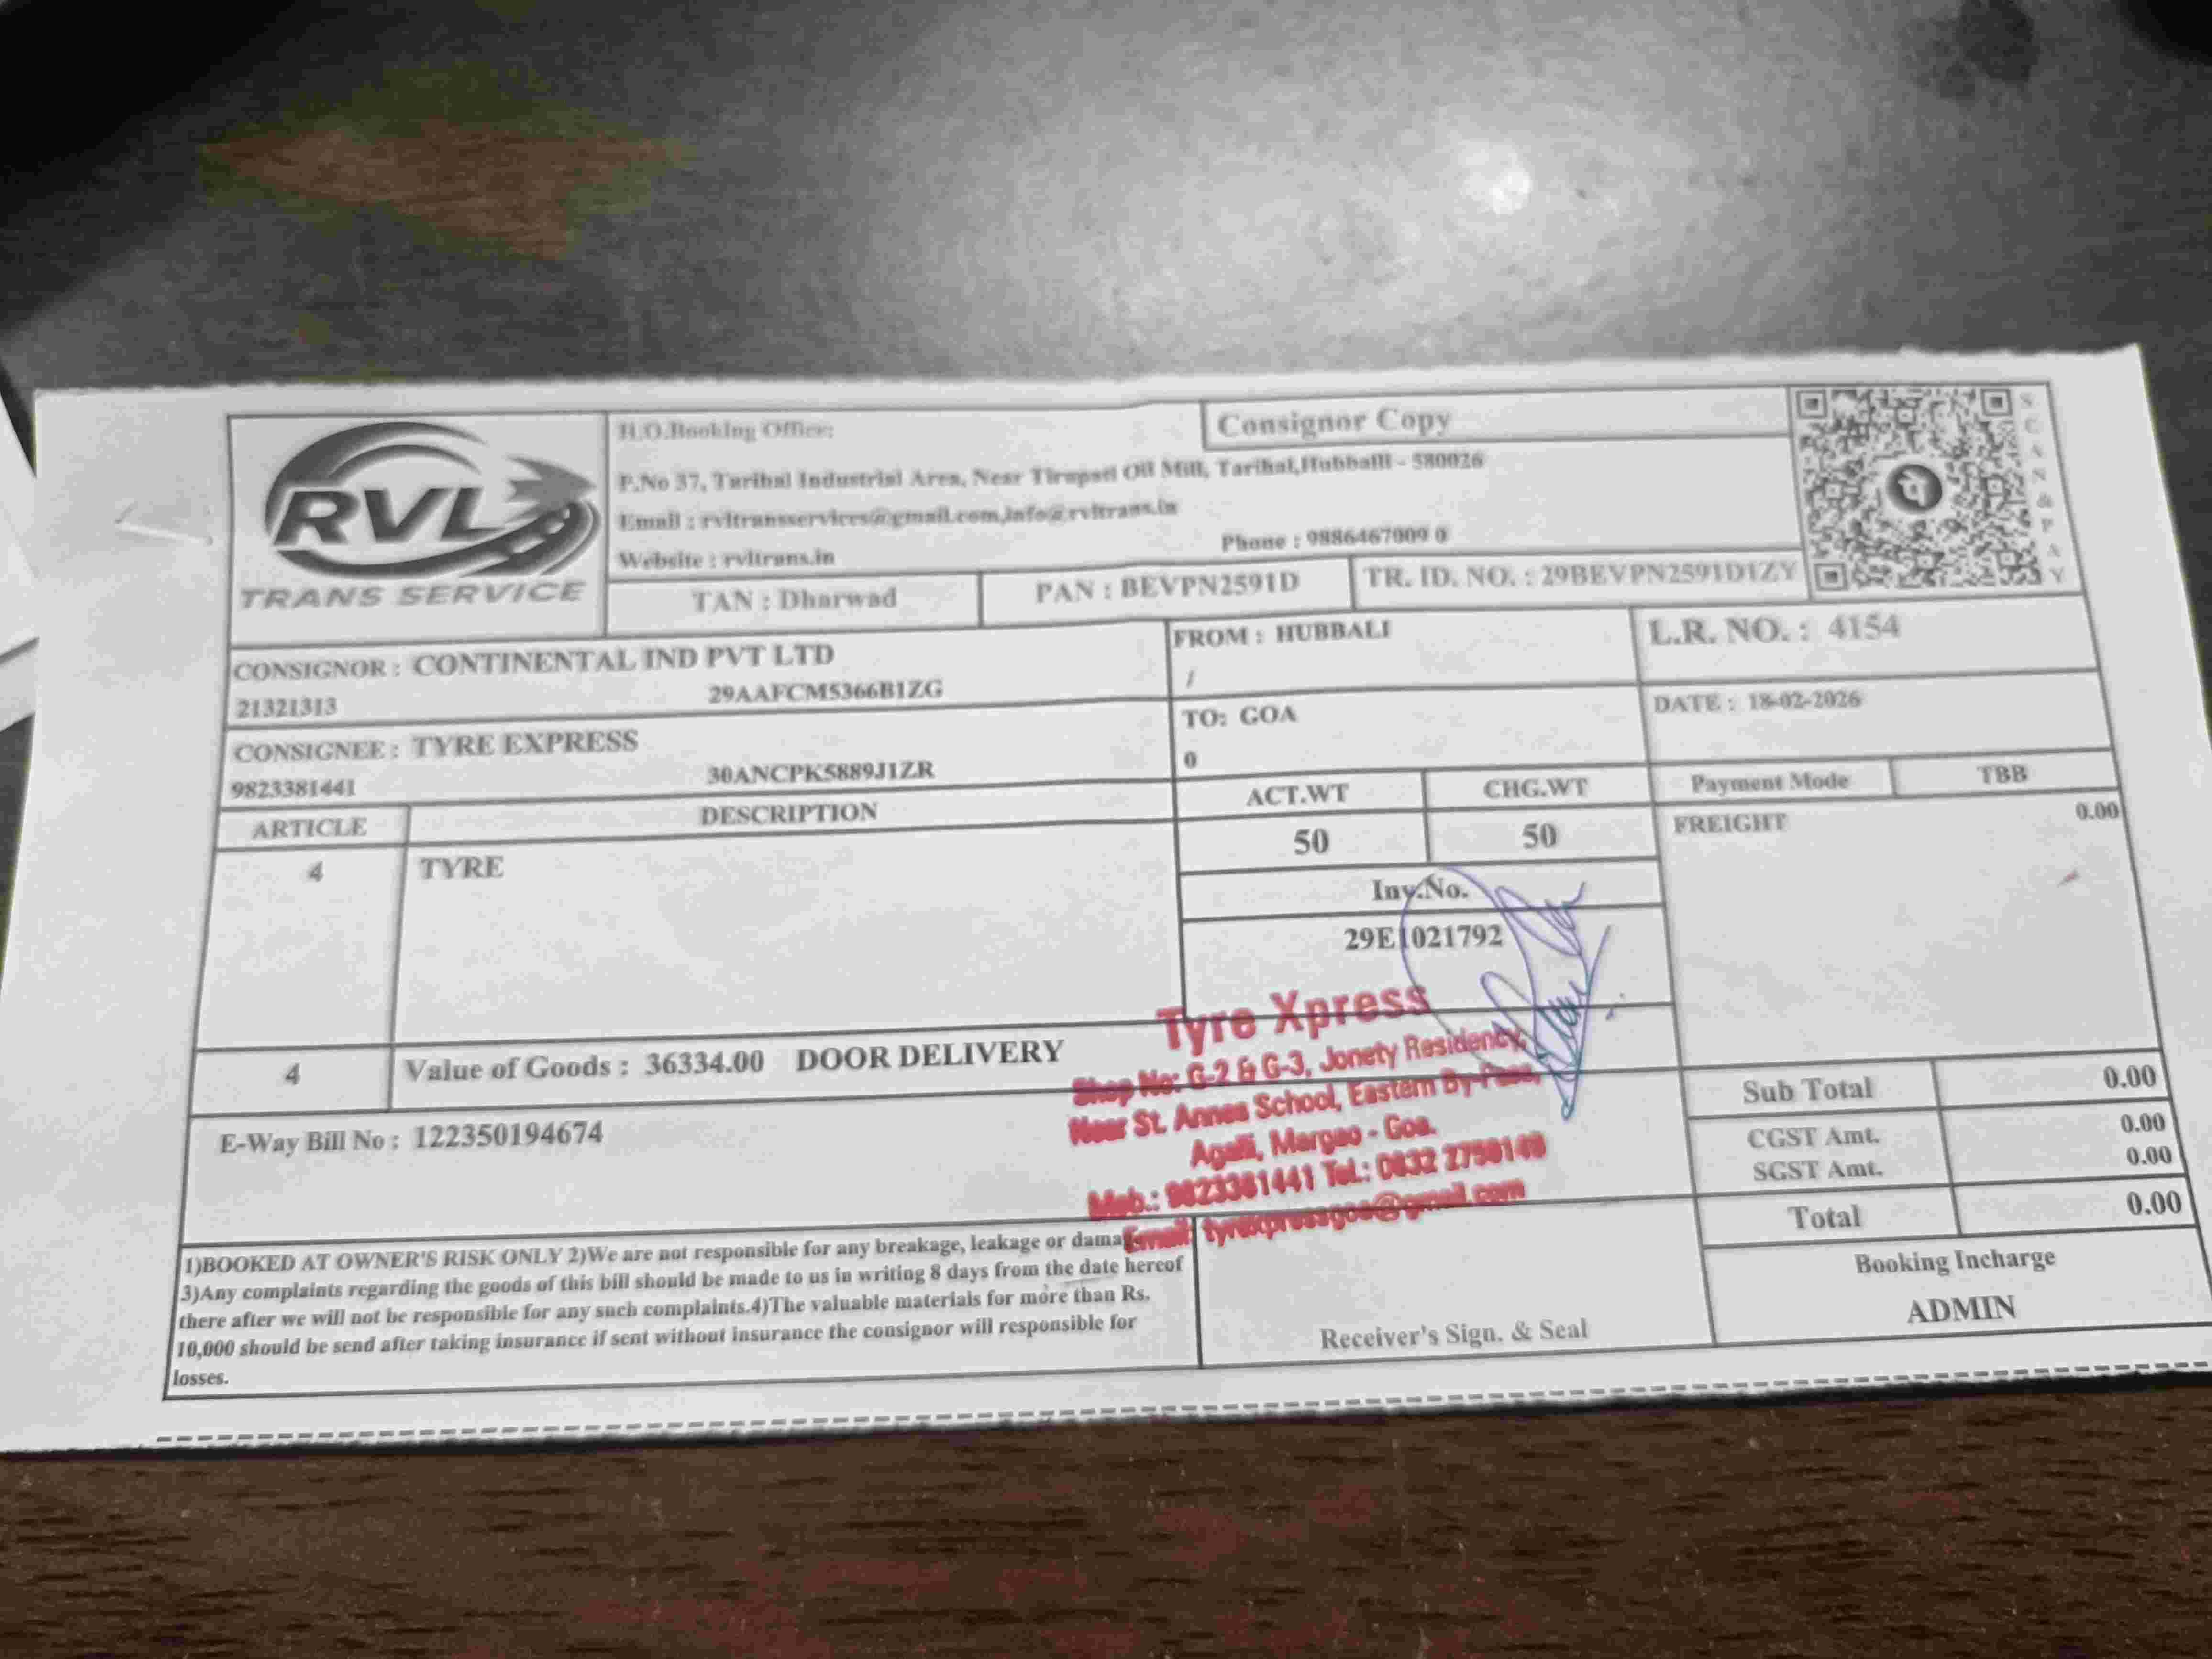 RVL
TRANS SERVICE
H.O.Booking Office:
Consignor Copy
P.No 37, Tarihal Industrial Area, Near Tirupati Oil Mill, Tarihal,Hubballi - 580026
Email : rvltransservices@gmail.com,info@rvltrans.in
Website : rvltrans.in
Phone : 9886467009 0
SCAN & PAY
TAN : Dharwad
PAN : BEVPN2591D
TR. ID. NO. : 29BEVPN2591D1ZY
CONSIGNOR : CONTINENTAL IND PVT LTD
21321313 29AAFCM5366B1ZG
FROM : HUBBALI
/
L.R. NO. : 4154
CONSIGNEE : TYRE EXPRESS
9823381441 30ANCPK5889J1ZR
TO: GOA
0
DATE : 18-02-2026
ARTICLE DESCRIPTION ACT.WT CHG.WT Payment Mode TBB
4 TYRE 50 50 FREIGHT 0.00
Inv.No.
29E1021792
4 Value of Goods : 36334.00 DOOR DELIVERY
E-Way Bill No : 122350194674
Tyre Xpress
Shop No: G-2 & G-3, Jonety Residency,
Near St. Annes School, Eastern By-Pass,
Agalli, Margao - Goa.
Mob.: 9823381441 Tel.: 0832 2750149
Email: tyrexpressgoa@gmail.com
Sub Total 0.00
CGST Amt. 0.00
SGST Amt. 0.00
Total 0.00
1)BOOKED AT OWNER'S RISK ONLY 2)We are not responsible for any breakage, leakage or
3)Any complaints regarding the goods of this bill should be made to us in writing 8 days from the date hereof
there after we will not be responsible for any such complaints.4)The valuable materials for more than Rs.
10,000 should be send after taking insurance if sent without insurance the consignor will responsible for
losses.
Receiver's Sign. & Seal
Booking Incharge
ADMIN